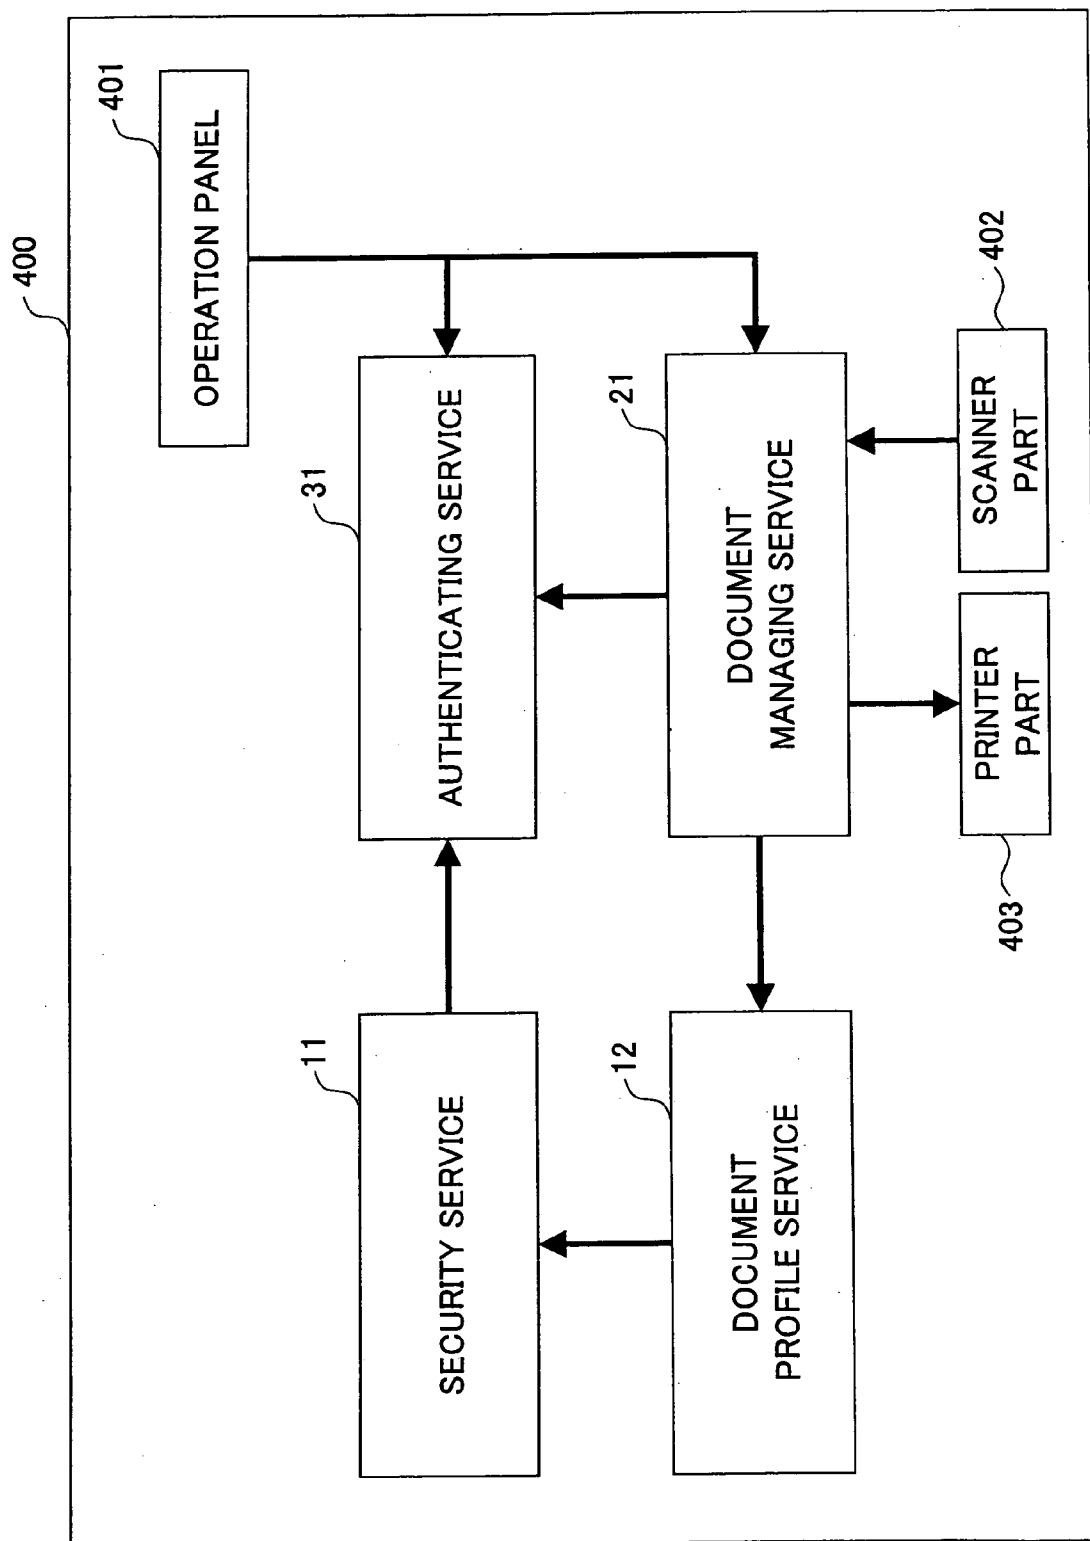 400
401
OPERATION PANEL
31
AUTHENTICATING SERVICE
21
DOCUMENT
MANAGING SERVICE
402
SCANNER
PART
PRINTER
PART
403
11
SECURITY SERVICE
12
DOCUMENT
PROFILE SERVICE